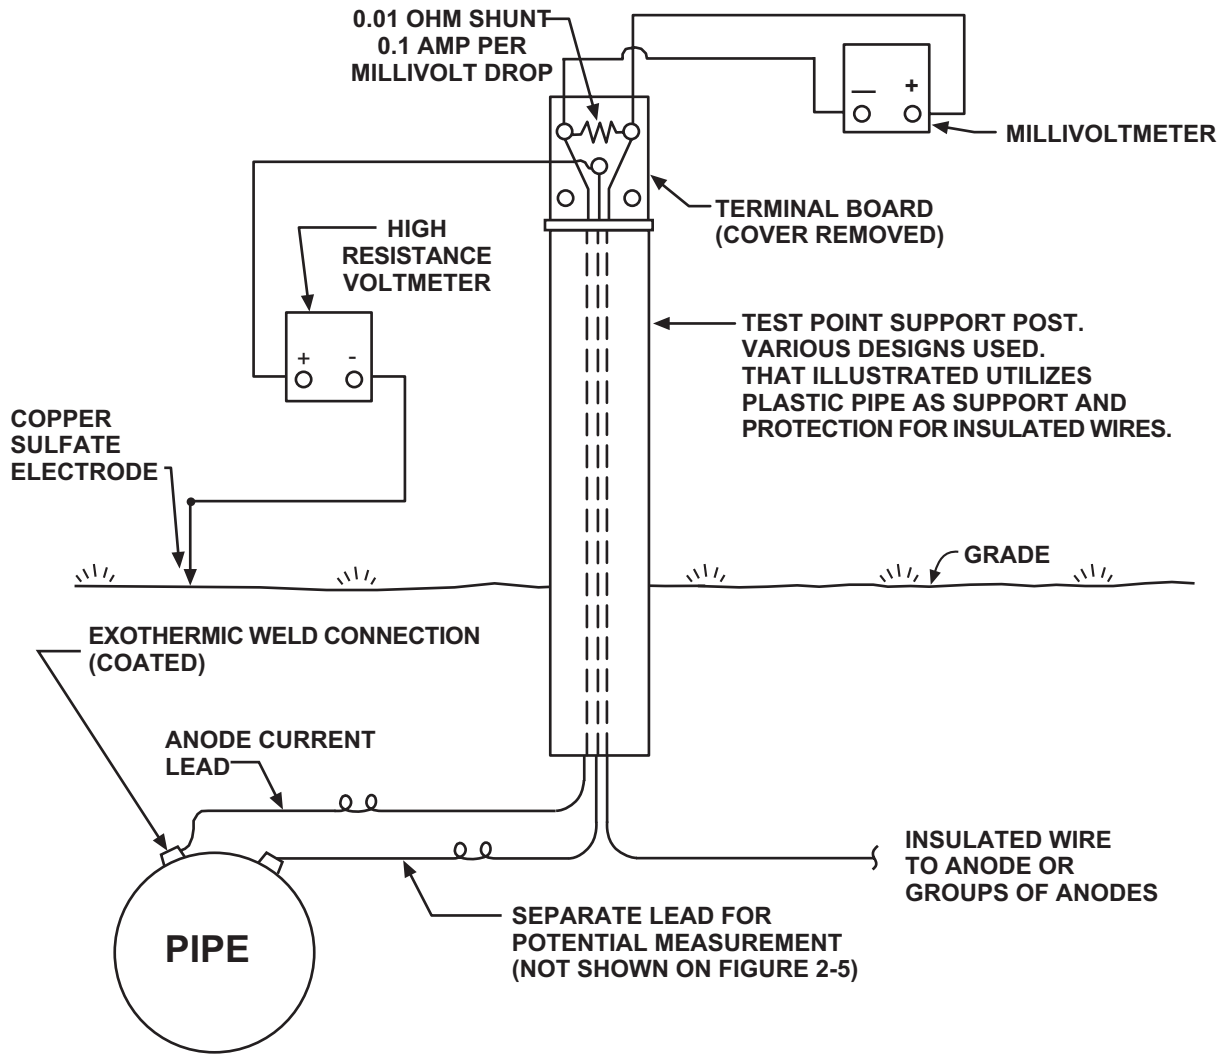 0.01 OHM SHUNT
0.1 AMP PER
MILLIVOLT DROP
— +
MILLIVOLTMETER
TERMINAL BOARD
(COVER REMOVED)
HIGH
RESISTANCE
VOLTMETER
+ -
TEST POINT SUPPORT POST.
VARIOUS DESIGNS USED.
THAT ILLUSTRATED UTILIZES
PLASTIC PIPE AS SUPPORT AND
PROTECTION FOR INSULATED WIRES.
COPPER
SULFATE
ELECTRODE
GRADE
EXOTHERMIC WELD CONNECTION
(COATED)
ANODE CURRENT
LEAD
INSULATED WIRE
TO ANODE OR
GROUPS OF ANODES
SEPARATE LEAD FOR
POTENTIAL MEASUREMENT
(NOT SHOWN ON FIGURE 2-5)
PIPE